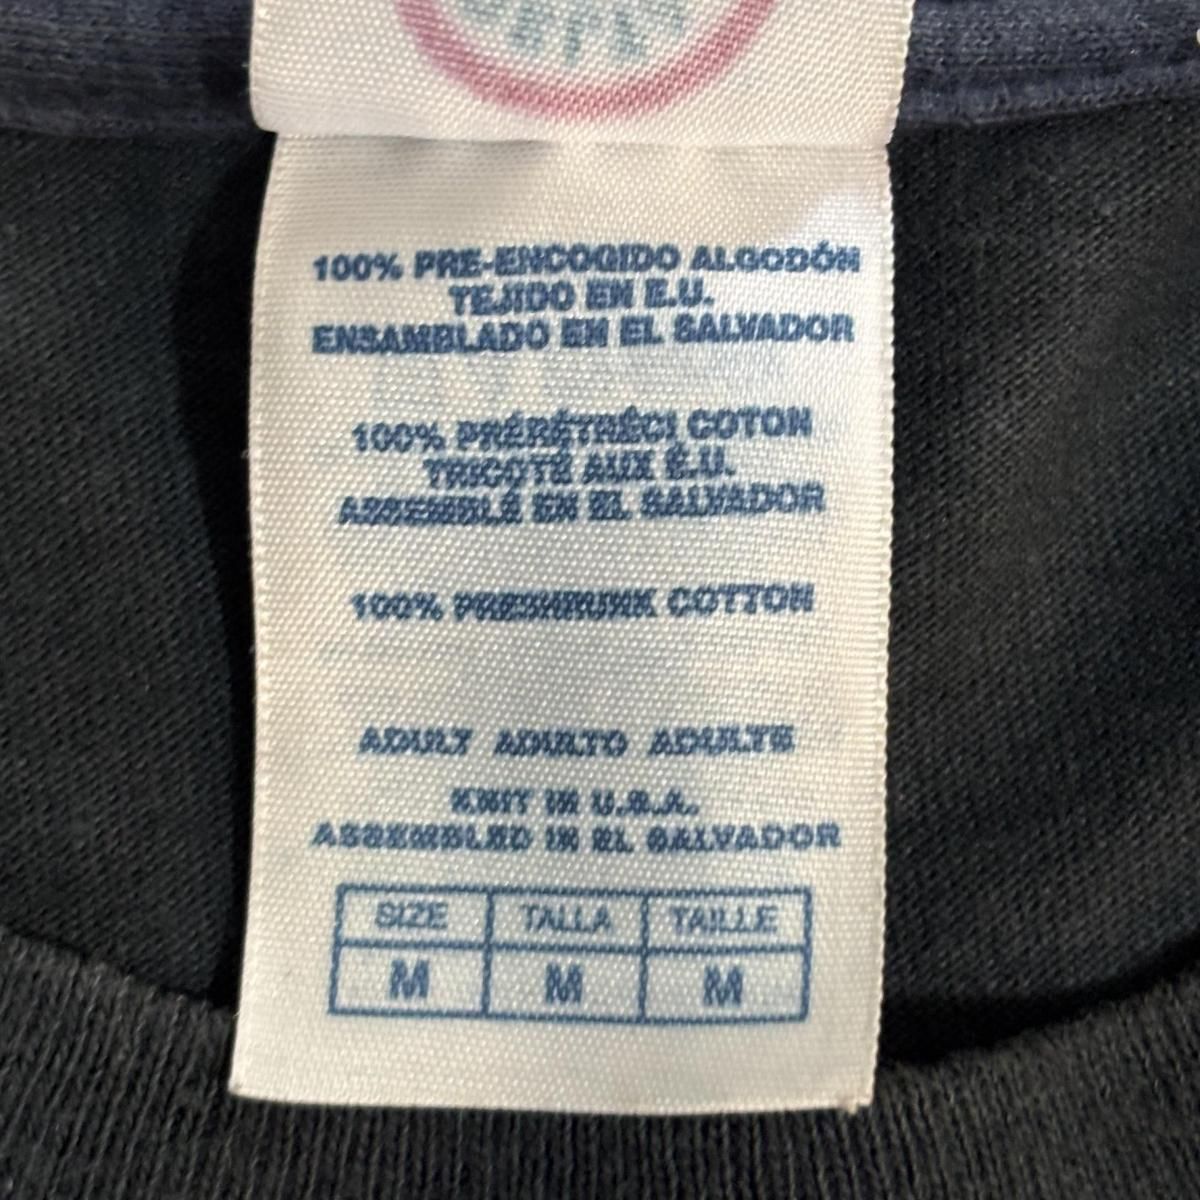 100% PRE-ENCOGIDO ALGODÓN
TEJIDO EN E.U.
ENSAMBLADO EN EL SALVADOR
100% PRÉRÉTRÉCI COTON
TRICOTÉ AUX É.U.
ASSEMBLÉ EN EL SALVADOR
100% PRESHRUNK COTTON
ADULT ADULTO ADULTE
KNIT IN U.S.A.
ASSEMBLED IN EL SALVADOR
SIZE TALLA TAILLE
M M M